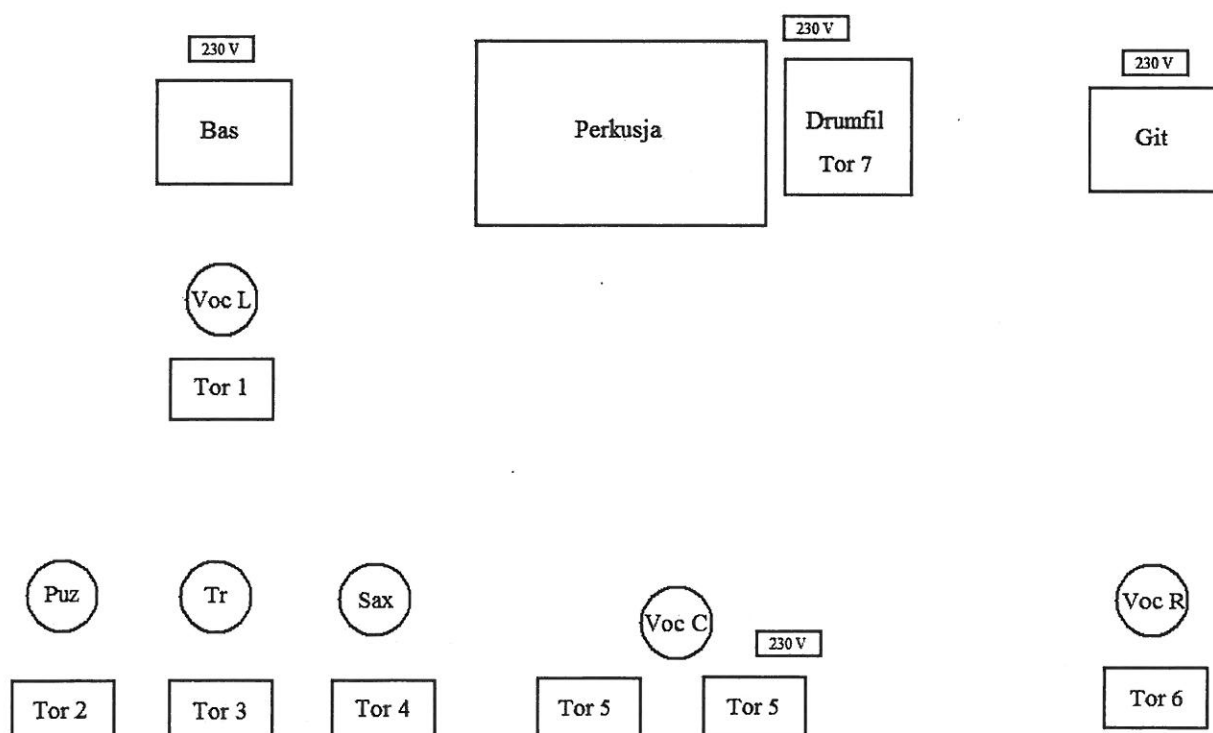 230 V
230 V
230 V
Bas
Perkusja
Drumfil
Tor 7
Git
Voc L
Tor 1
Puz
Tr
Sax
Voc C
Voc R
230 V
Tor 2
Tor 3
Tor 4
Tor 5
Tor 5
Tor 6